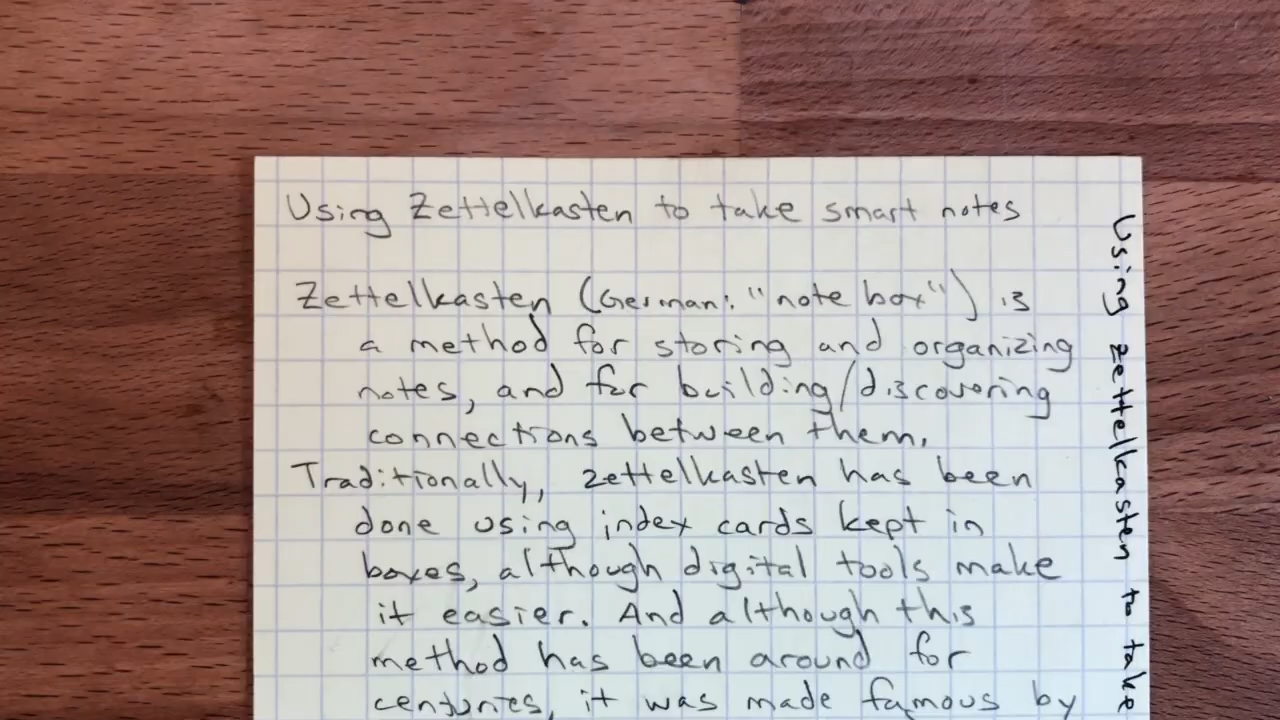 Using Zettelkasten to take smart notes
Zettelkasten (German: "note box") is
a method for storing and organizing
notes, and for building/discovering
connections between them.
Traditionally, zettelkasten has been
done using index cards kept in
boxes, although digital tools make
it easier. And although this
method has been around for
centuries, it was made famous by
Using zettelkasten to take